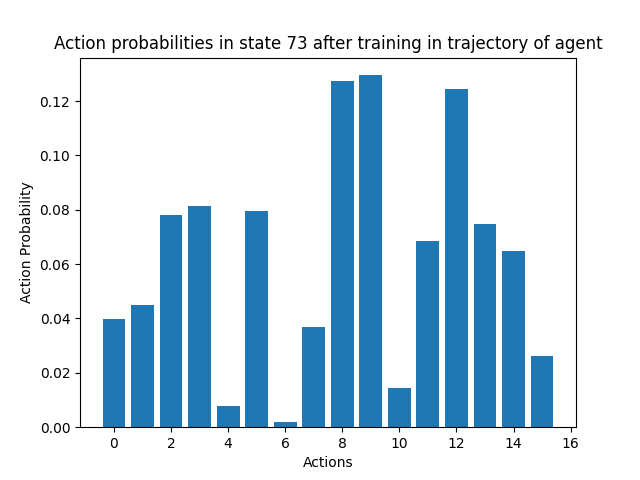 Action probabilities in state 73 after training in trajectory of agent
0.12
0.10
0.08
0.06
0.04
0.02
0.00
Action Probability
0 2 4 6 8 10 12 14 16
Actions